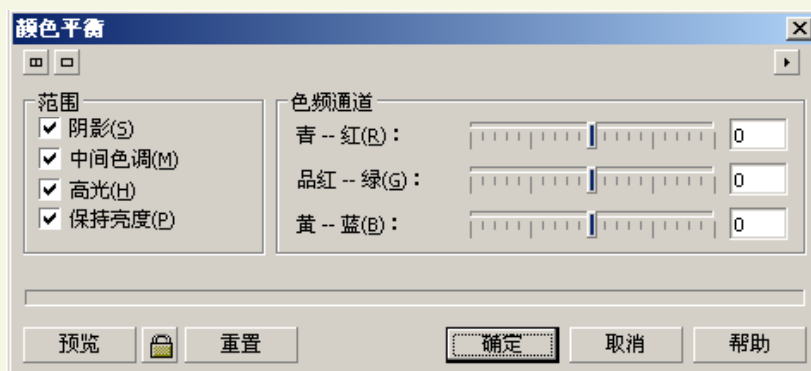 颜色平衡
范围
阴影(S)
中间色调(M)
高光(H)
保持亮度(P)
色频通道
青 -- 红(R)：
0
品红 -- 绿(G)：
0
黄 -- 蓝(B)：
0
预览
重置
确定
取消
帮助